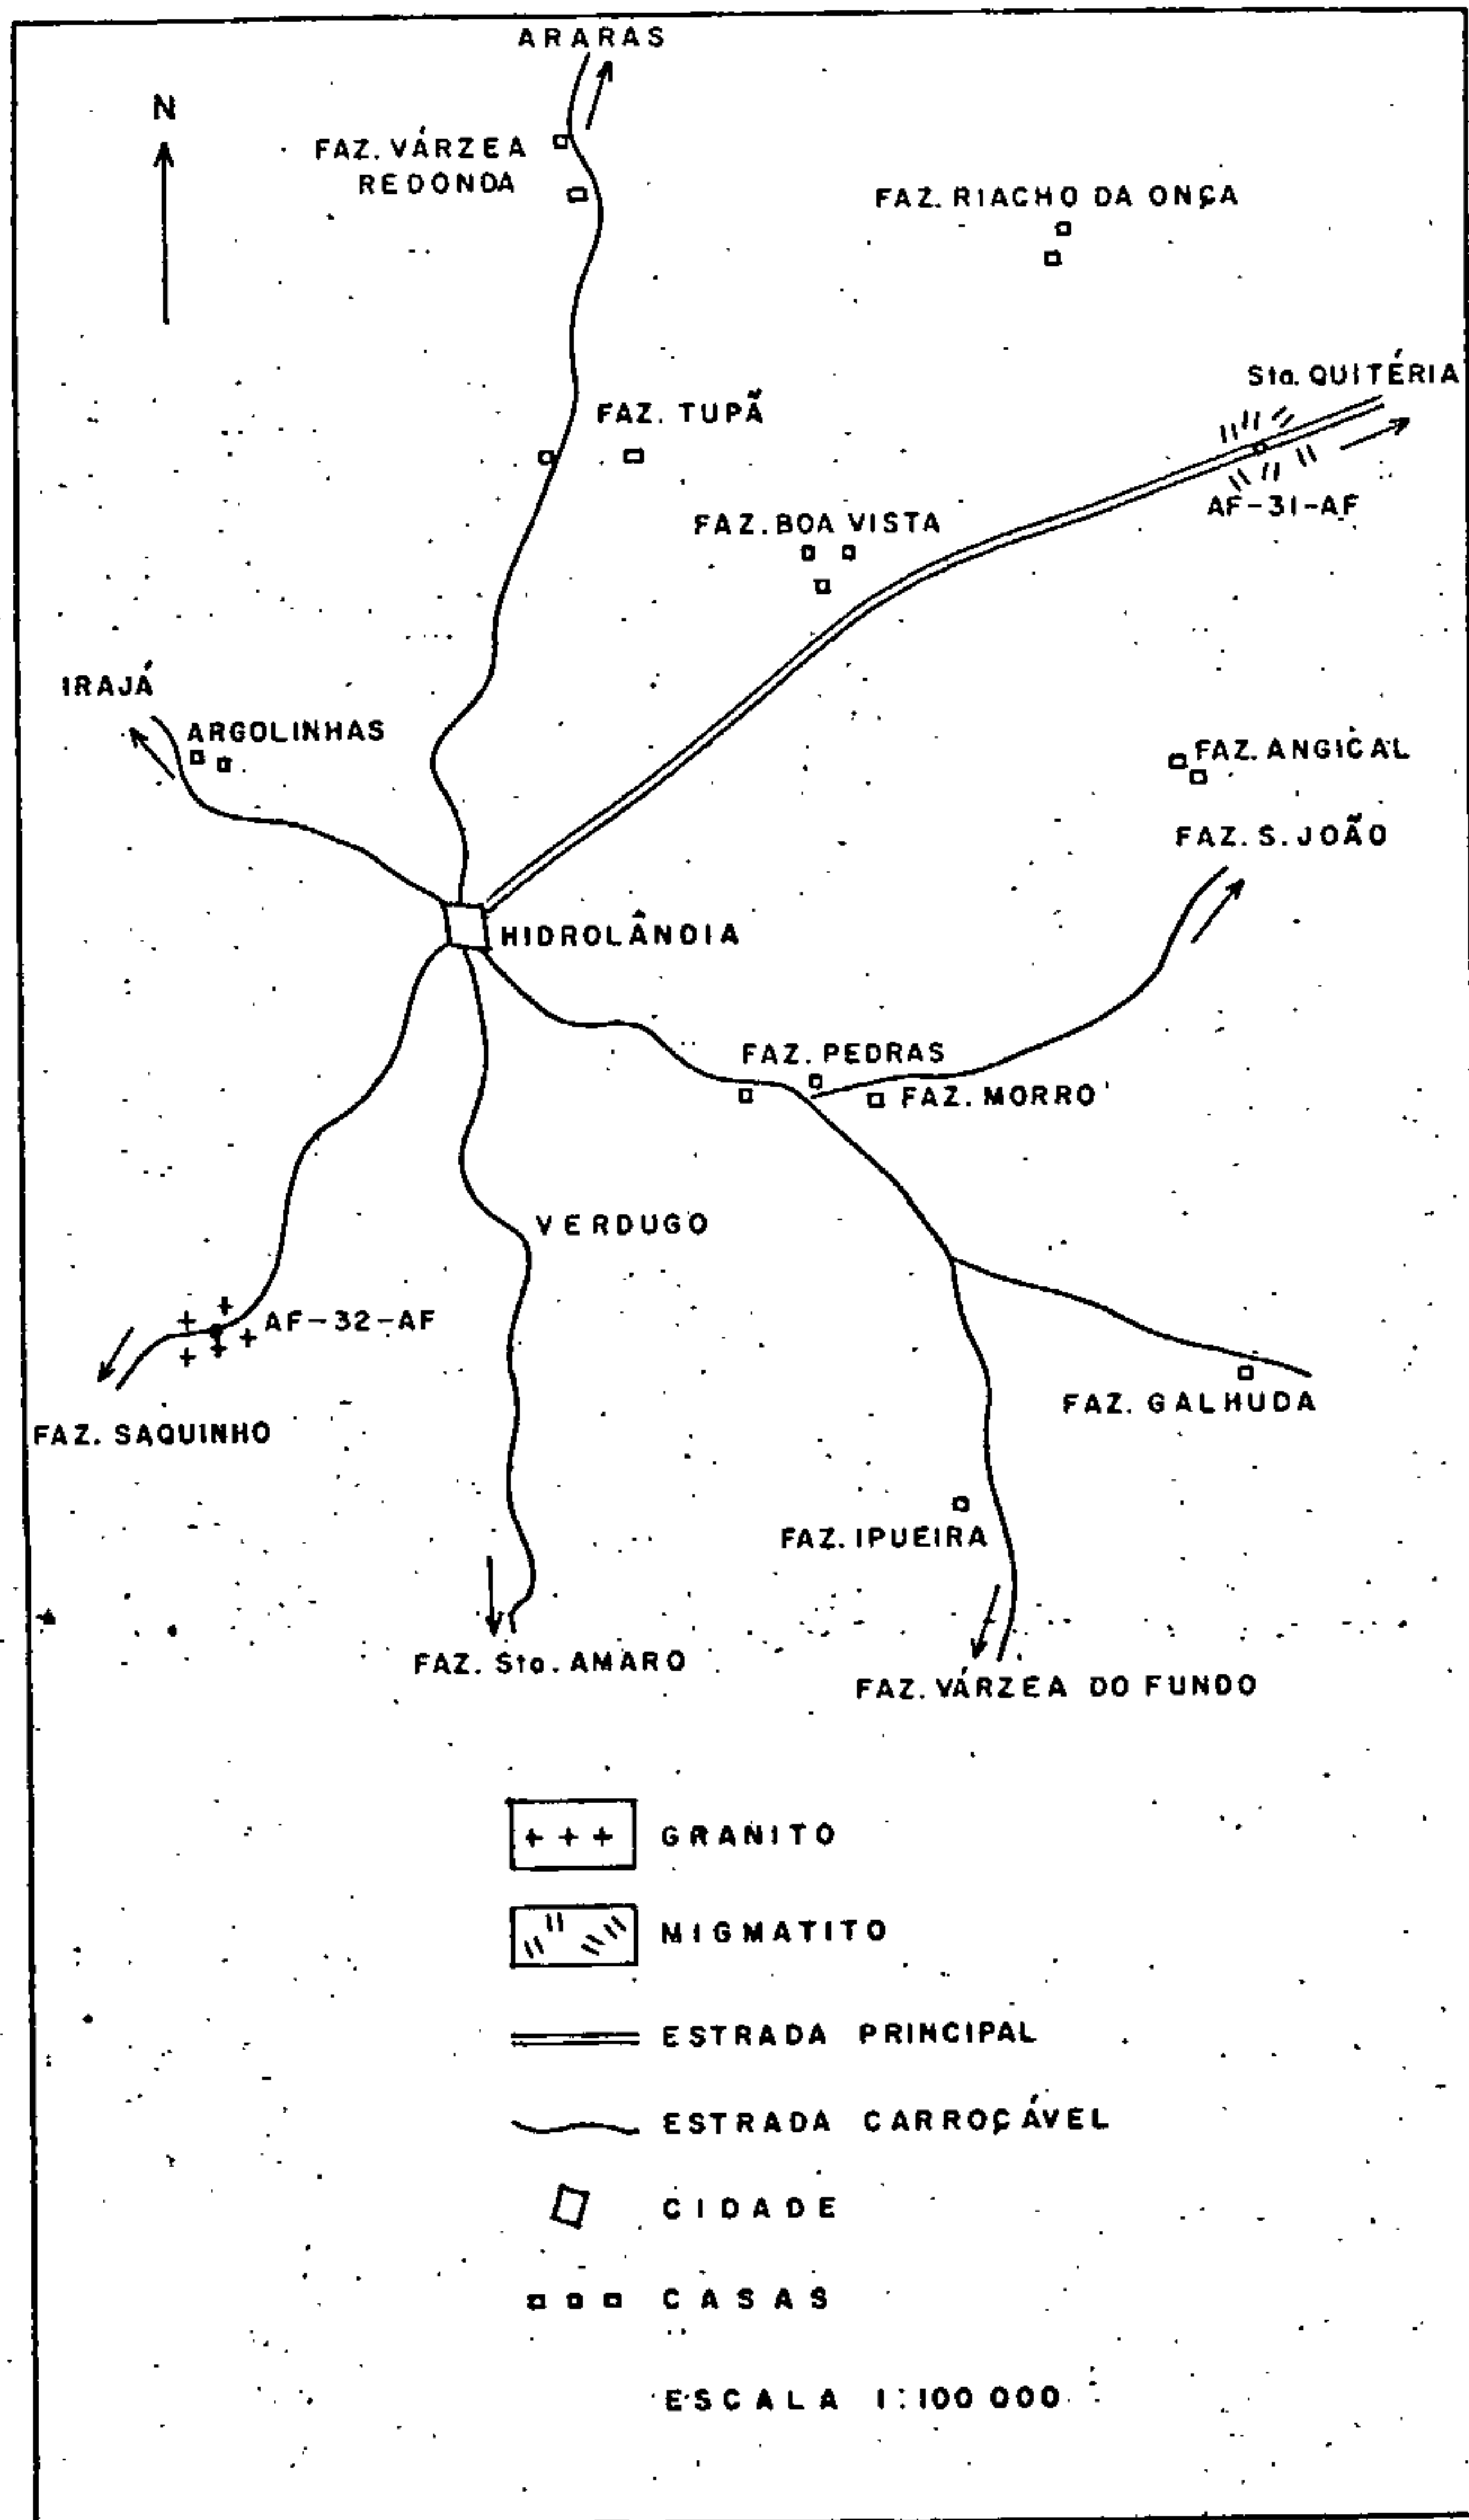 ARARAS
N
FAZ. VÁRZEA
REDONDA
FAZ. RIACHO DA ONÇA
Sta. QUITÉRIA
FAZ. TUPÃ
AF-31-AF
FAZ. BOA VISTA
IRAJÁ
ARGOLINHAS
FAZ. ANGICAL
FAZ. S. JOÃO
HIDROLÂNDIA
FAZ. PEDRAS
FAZ. MORRO
VERDUGO
AF-32-AF
FAZ. GALHUDA
FAZ. SAQUINHO
FAZ. IPUEIRA
FAZ. Sto. AMARO
FAZ. VÁRZEA DO FUNDO
GRANITO
MIGMATITO
ESTRADA PRINCIPAL
ESTRADA CARROÇÁVEL
CIDADE
CASAS
ESCALA 1:100 000